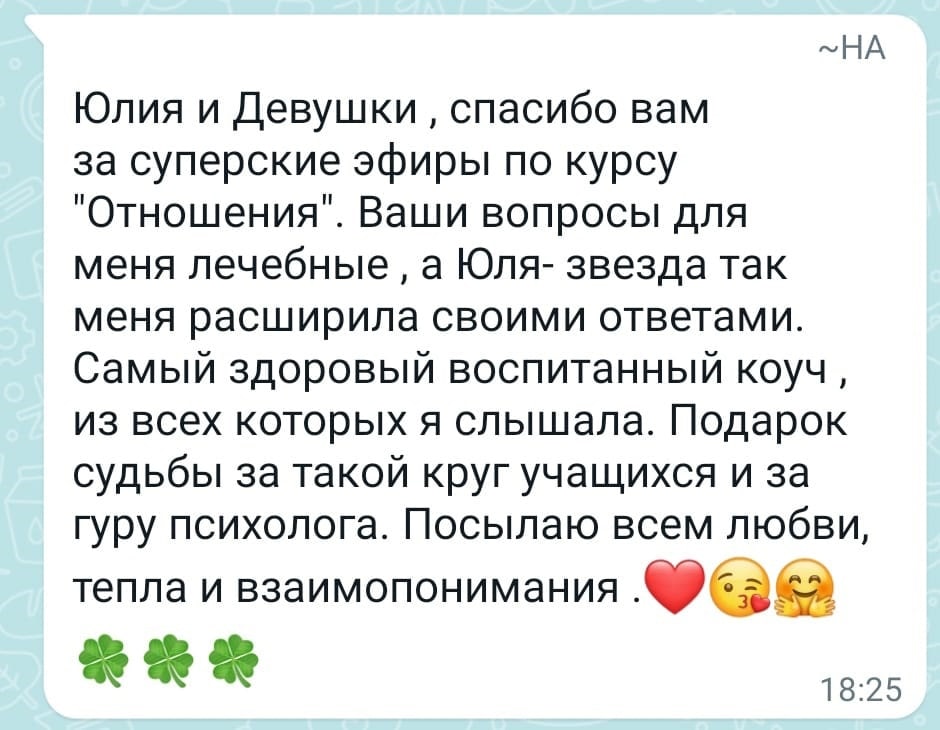 ~НА
Юлия и Девушки , спасибо вам
за суперские эфиры по курсу
"Отношения". Ваши вопросы для
меня лечебные , а Юля- звезда так
меня расширила своими ответами.
Самый здоровый воспитанный коуч ,
из всех которых я слышала. Подарок
судьбы за такой круг учащихся и за
гуру психолога. Посылаю всем любви,
тепла и взаимопонимания .❤️😘🤗
🍀🍀🍀
18:25